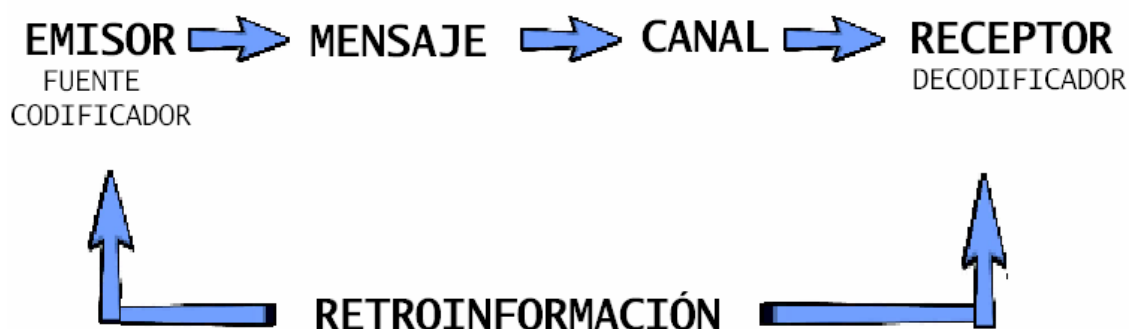 EMISOR MENSAJE CANAL RECEPTOR
FUENTE DECODIFICADOR
CODIFICADOR
RETROINFORMACIÓN